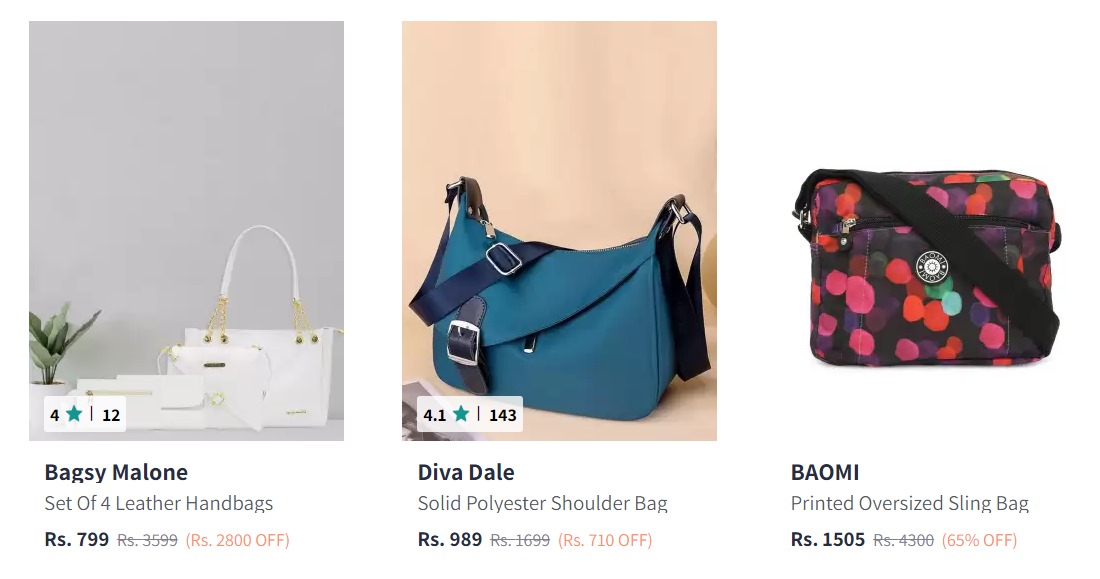 4 ★ | 12
4.1 ★ | 143
BAOMI
BAOMI
Bagsy Malone
Set Of 4 Leather Handbags
Rs. 799 Rs. 3599 (Rs. 2800 OFF)
Diva Dale
Solid Polyester Shoulder Bag
Rs. 989 Rs. 1699 (Rs. 710 OFF)
BAOMI
Printed Oversized Sling Bag
Rs. 1505 Rs. 4300 (65% OFF)